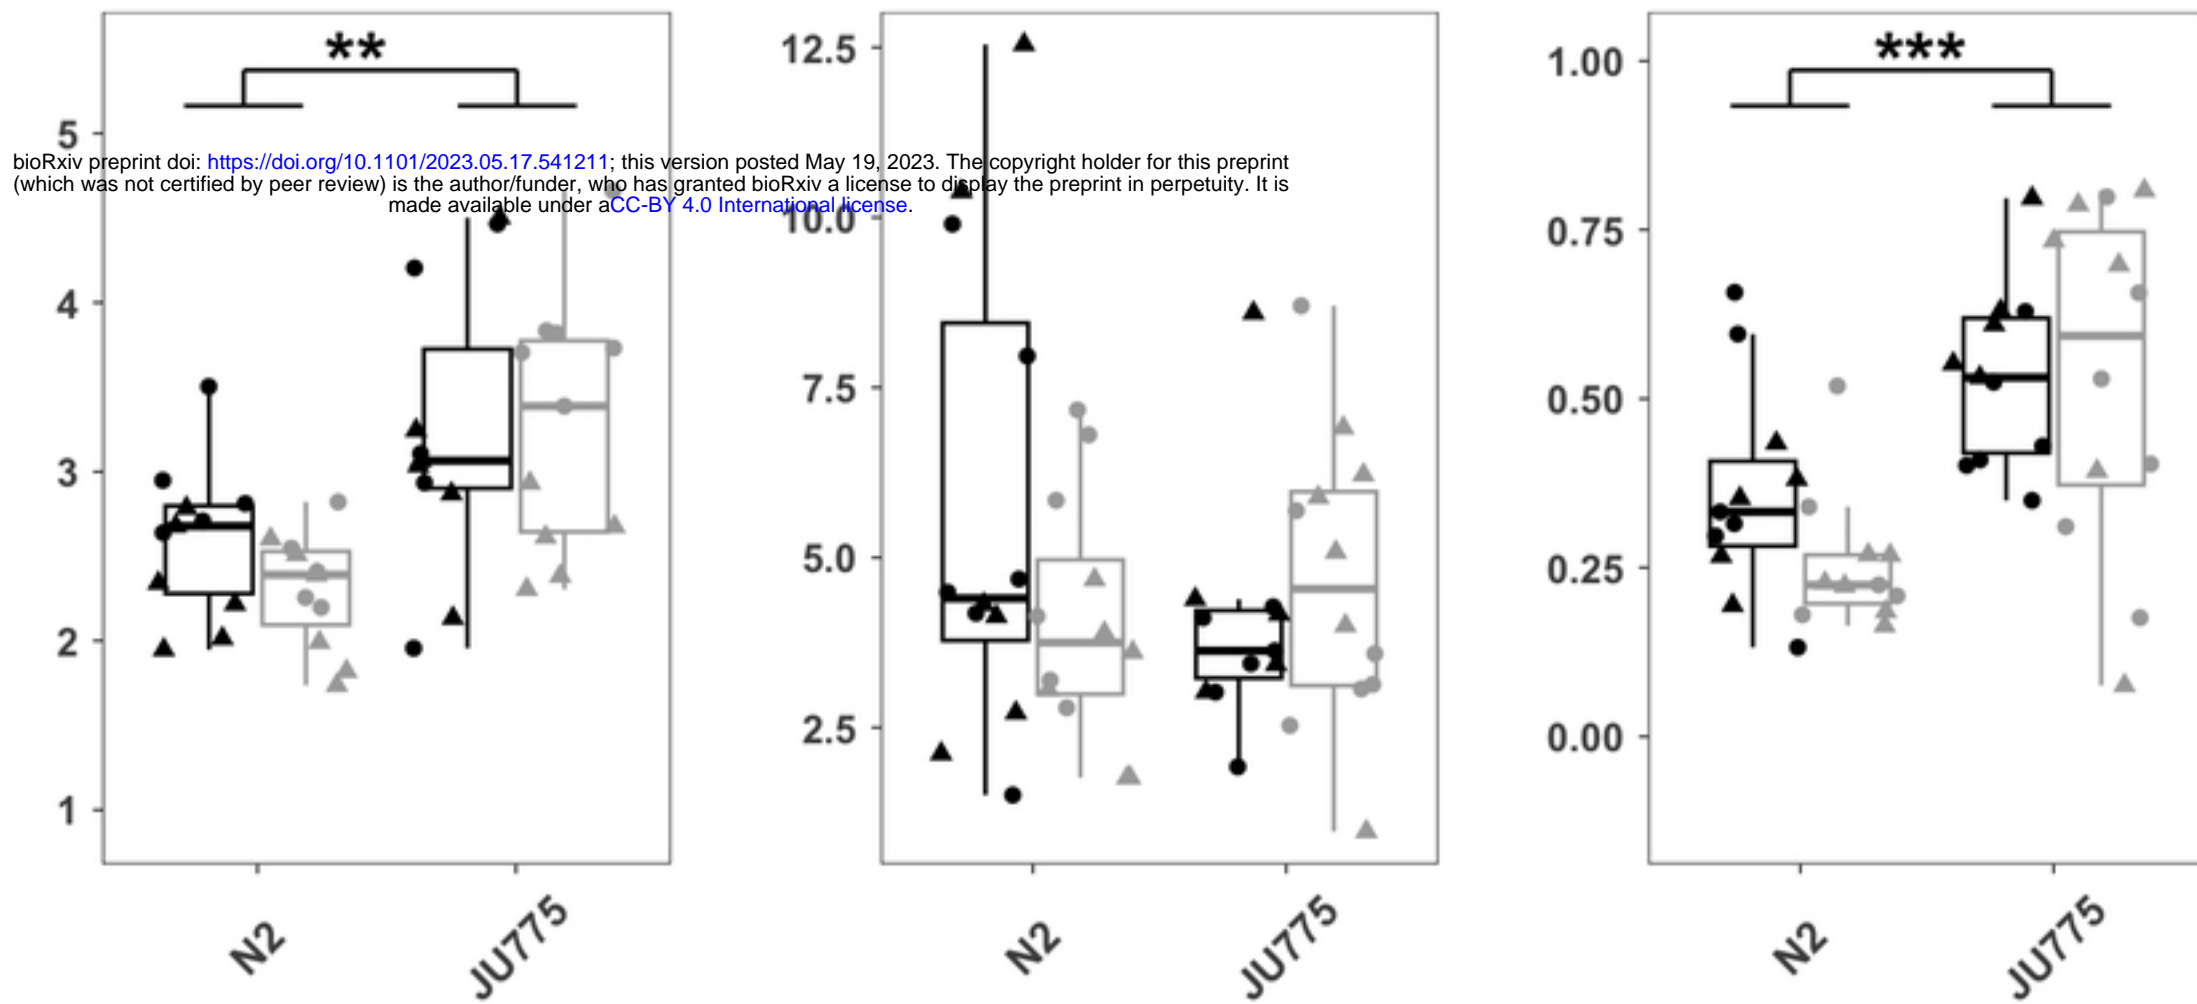 **
***
12.5
1.00
5
bioRxiv preprint doi: https://doi.org/10.1101/2023.05.17.541211; this version posted May 19, 2023. The copyright holder for this preprint
(which was not certified by peer review) is the author/funder, who has granted bioRxiv a license to display the preprint in perpetuity. It is
made available under aCC-BY 4.0 International license.
10.0
0.75
4
7.5
0.50
3
5.0
0.25
2
2.5
0.00
1
N2
JU775
N2
JU775
N2
JU775